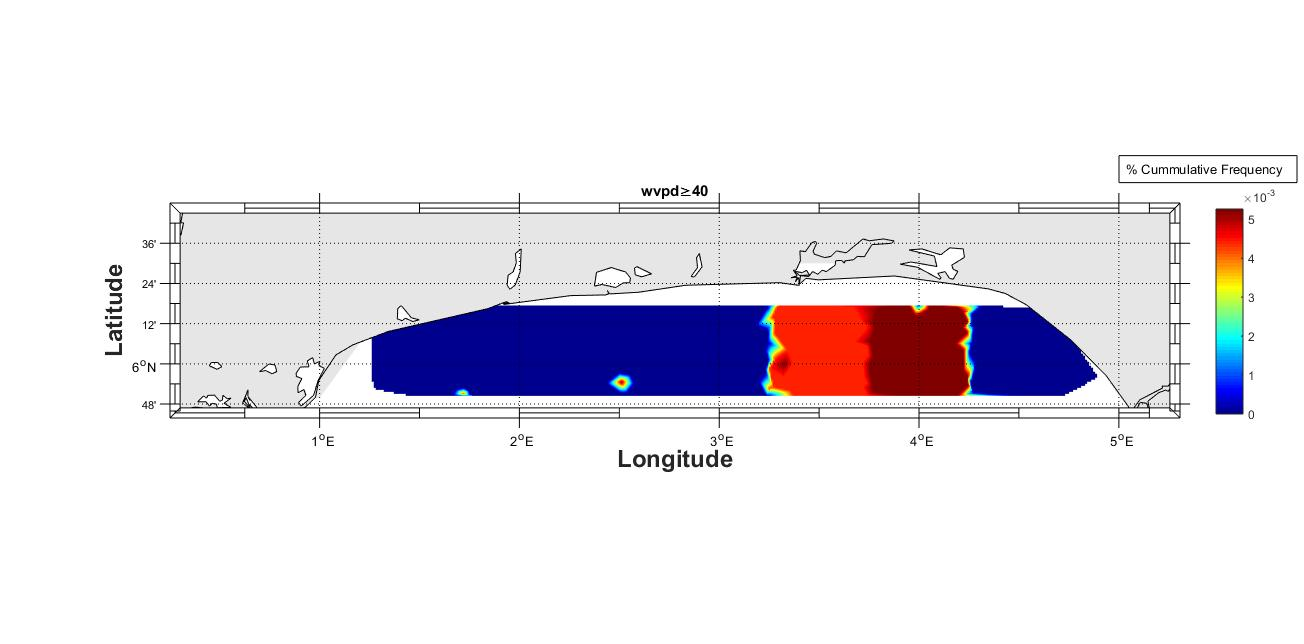 % Cummulative Frequency
×10⁻³
wvpd≥40
5
4
3
2
1
0
36'
24'
12'
6°N
48'
Latitude
1°E 2°E 3°E 4°E 5°E
Longitude